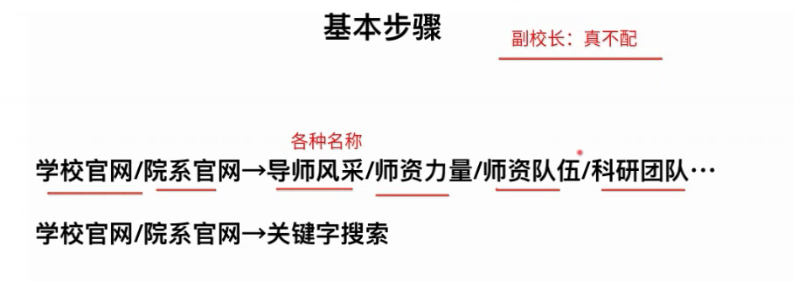 基本步骤
副校长：真不配
各种名称
学校官网/院系官网→导师风采/师资力量/师资队伍/科研团队…
学校官网/院系官网→关键字搜索